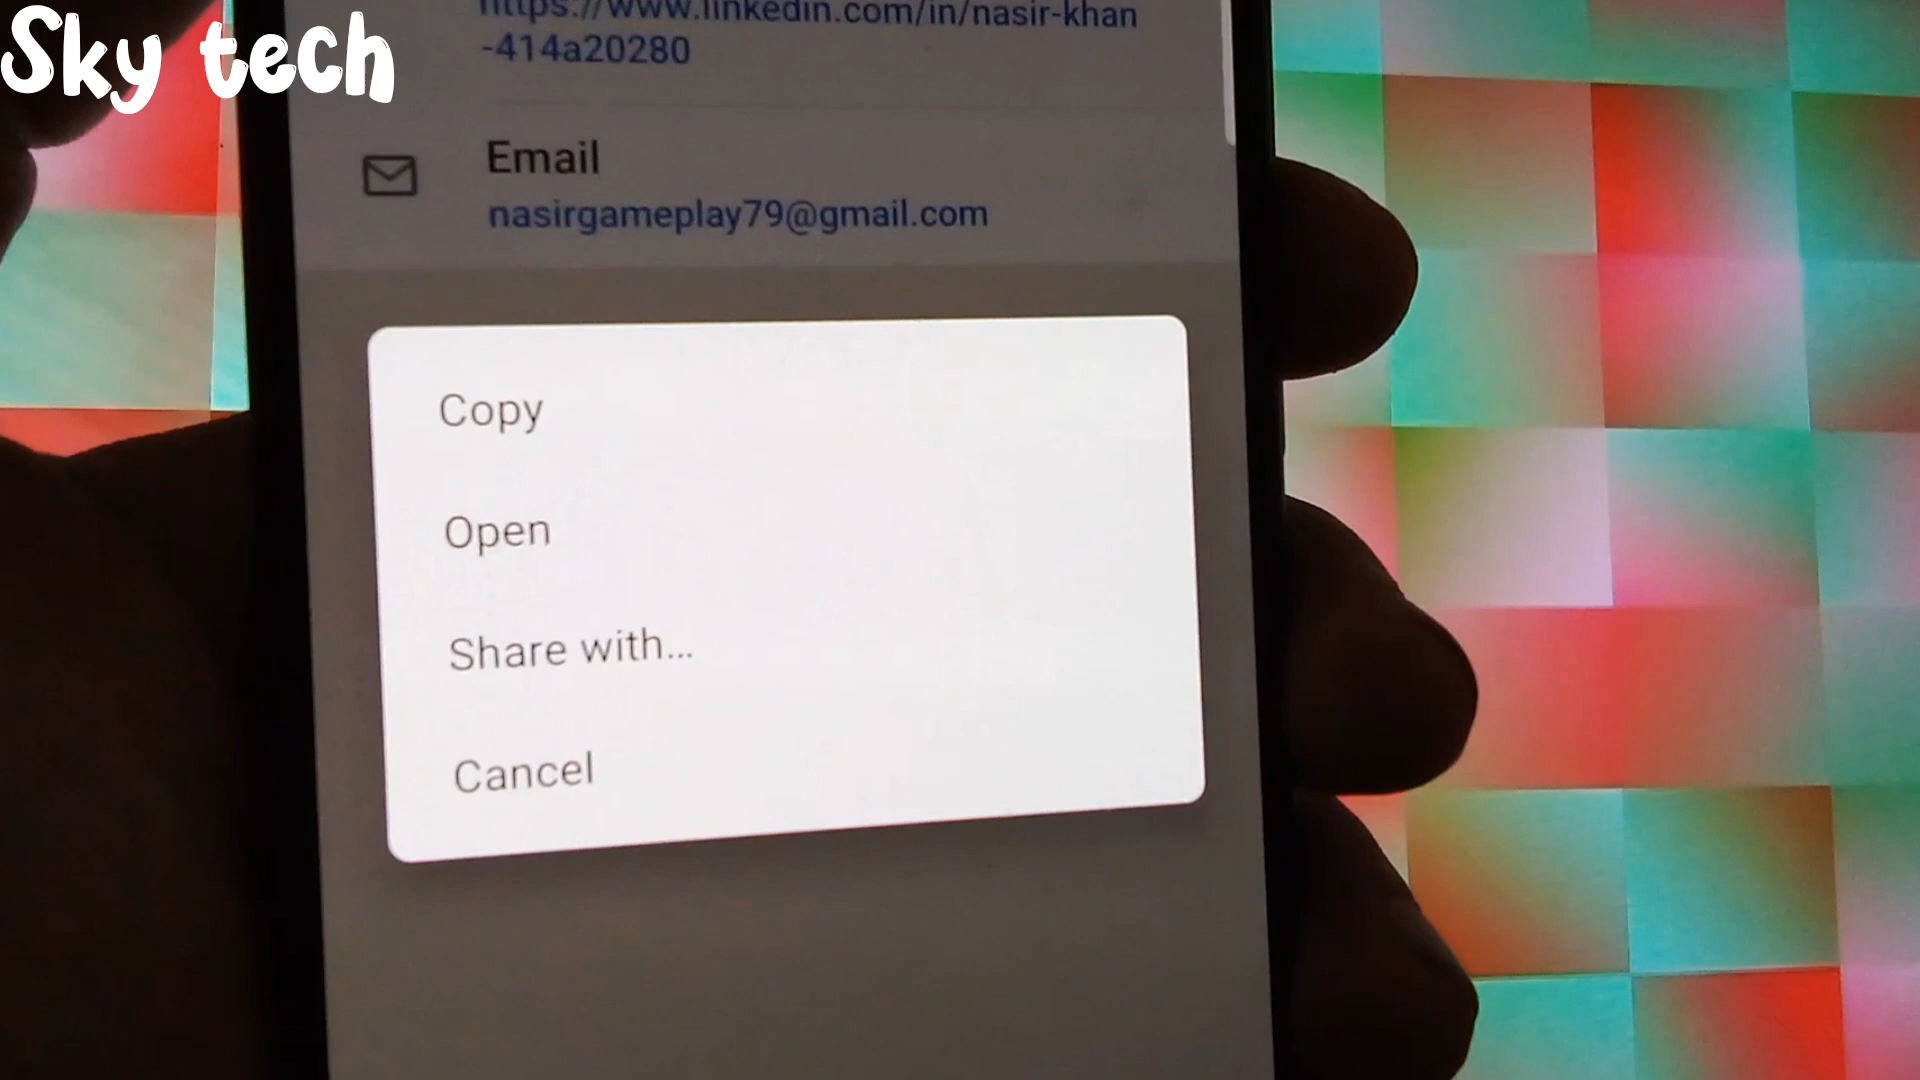 Sky tech
https://www.linkedin.com/in/nasir-khan
-414a20280
Email
nasirgameplay79@gmail.com
Copy
Open
Share with...
Cancel